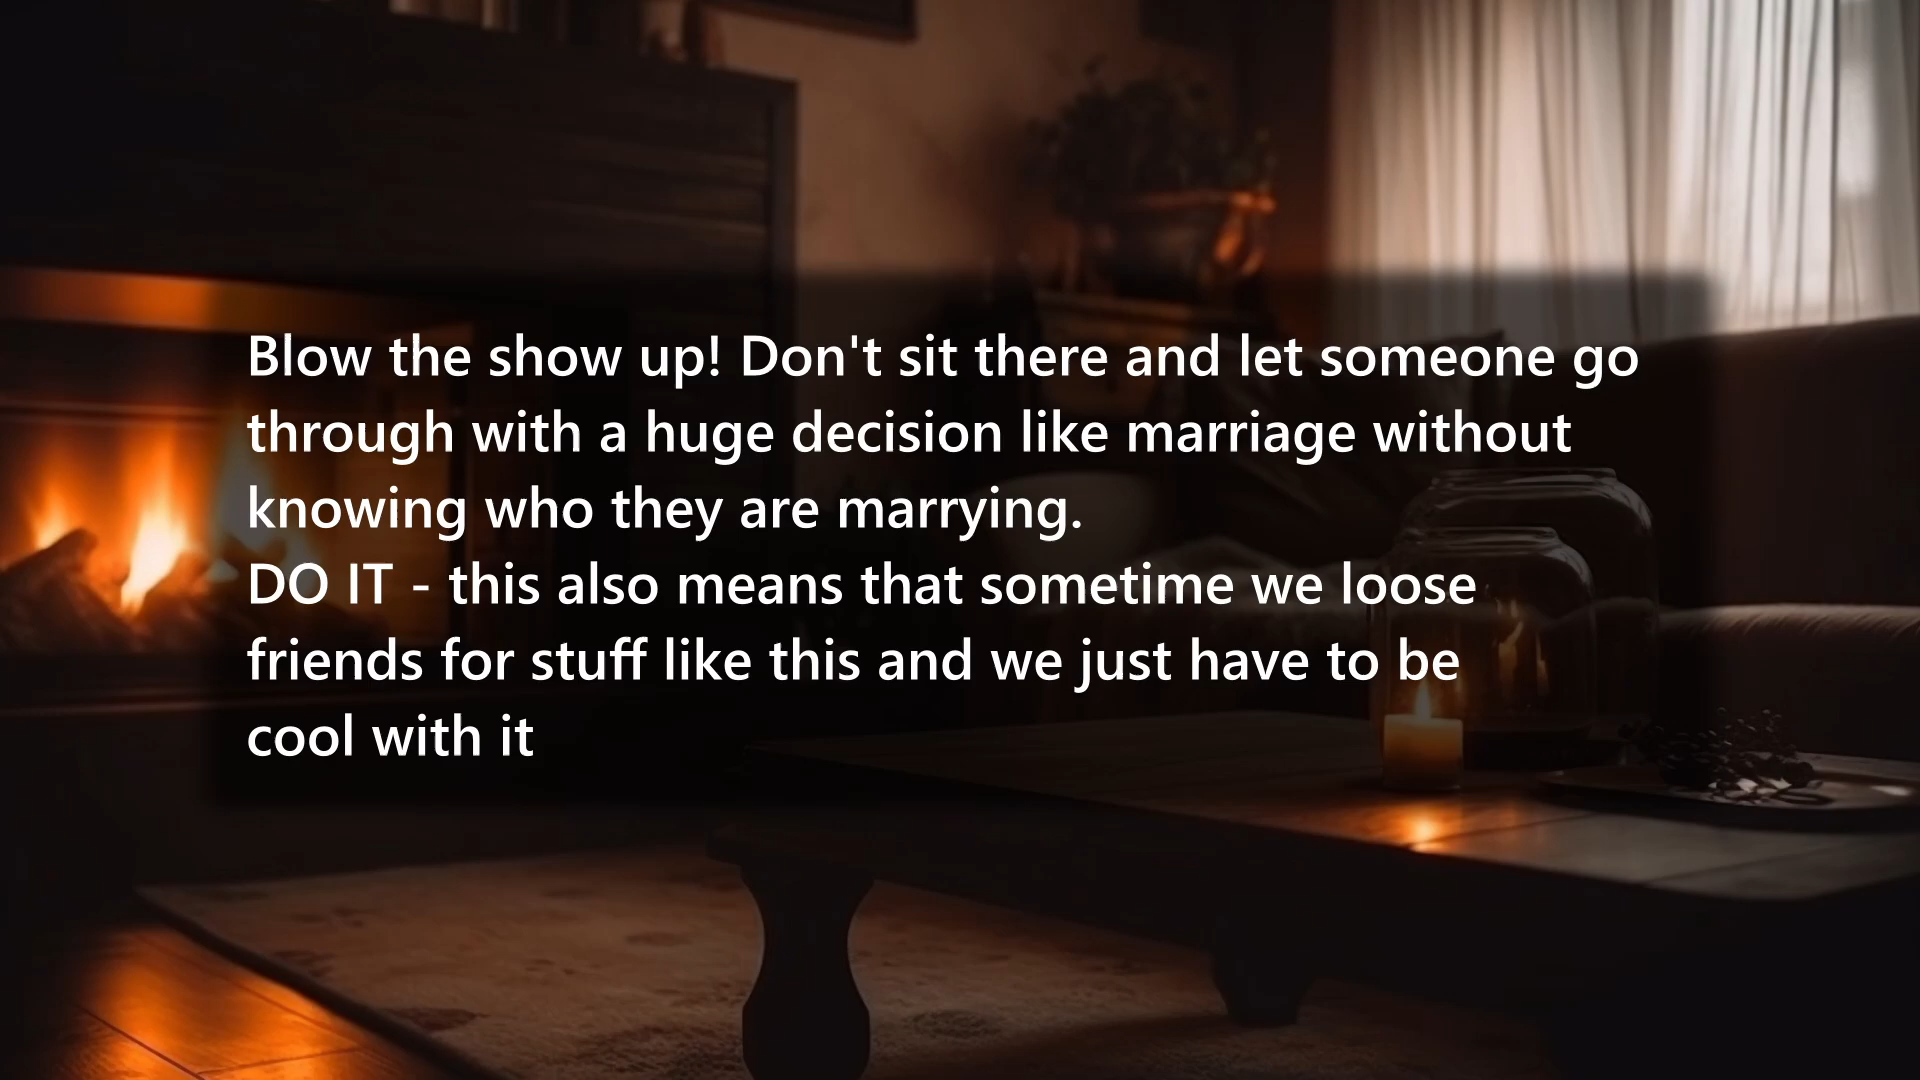 Blow the show up! Don't sit there and let someone go
through with a huge decision like marriage without
knowing who they are marrying.
DO IT - this also means that sometime we loose
friends for stuff like this and we just have to be
cool with it